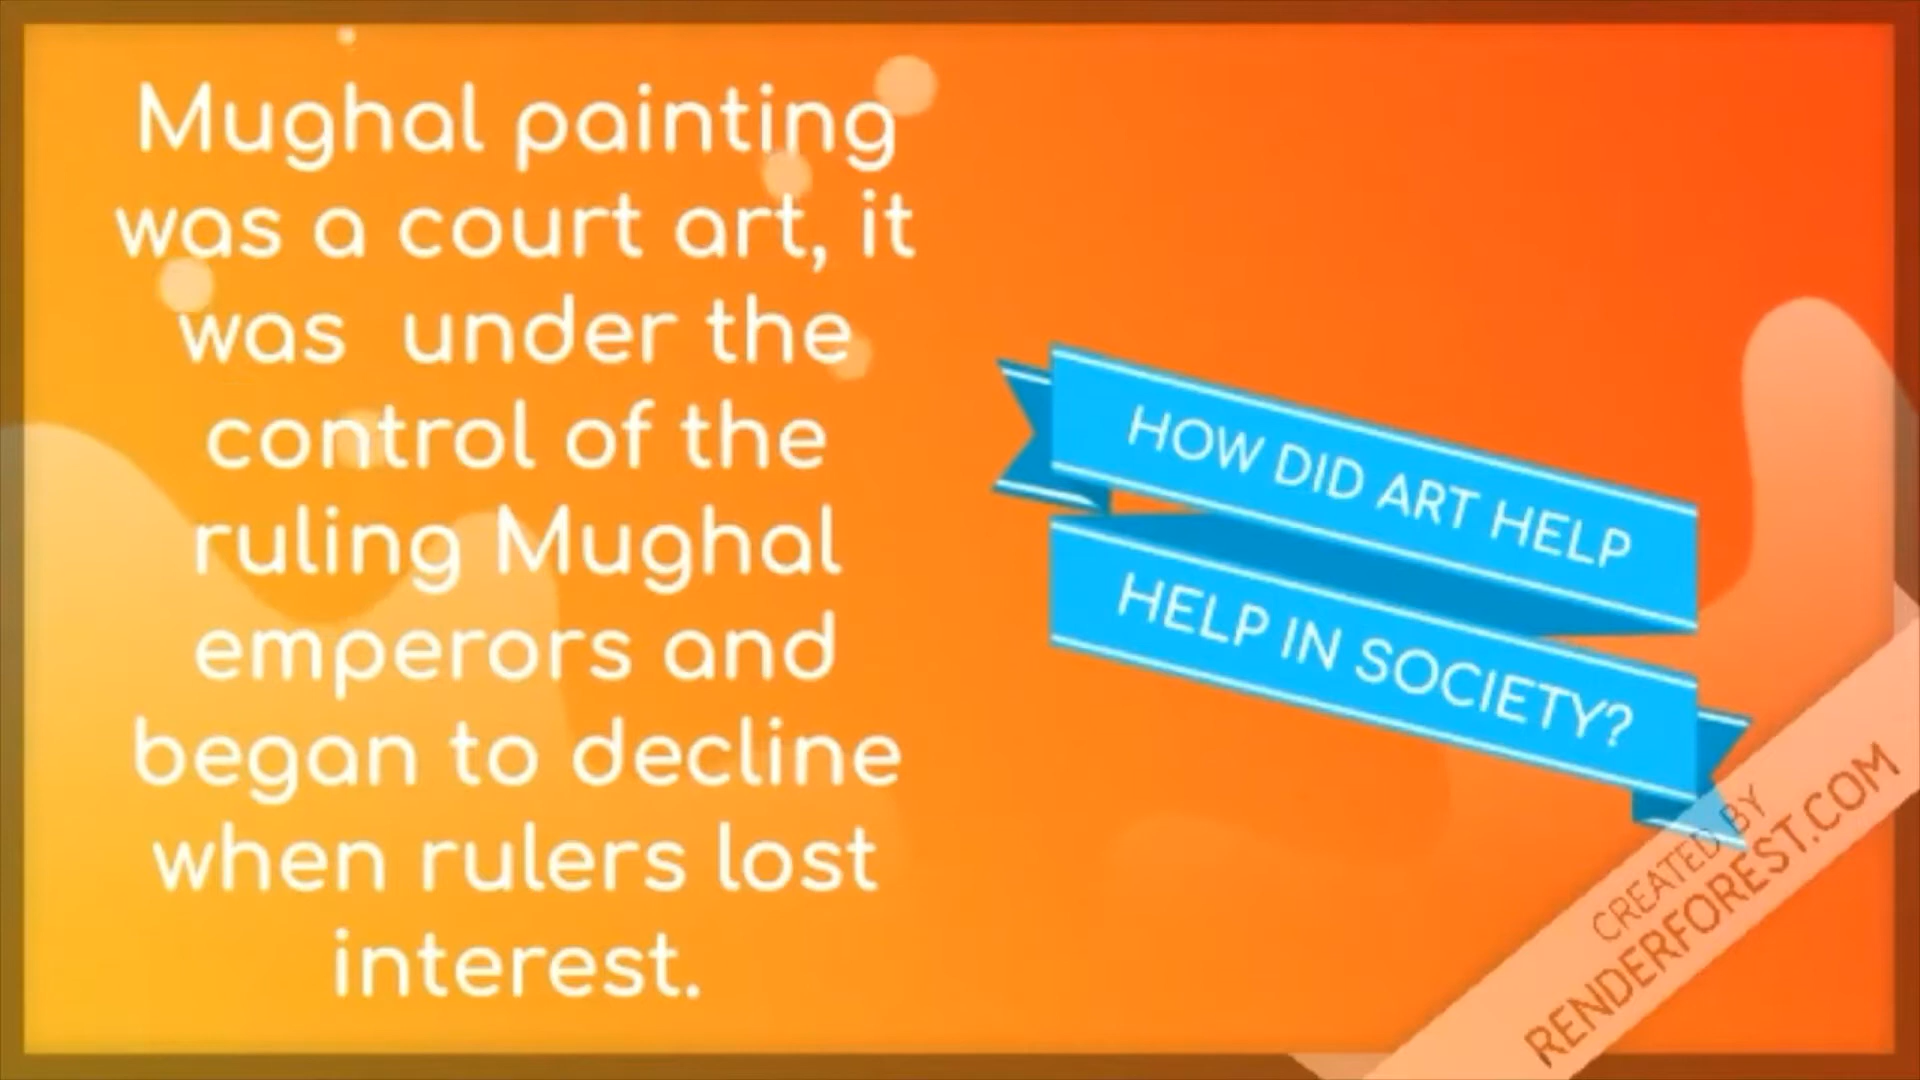 Mughal painting
was a court art, it
was  under the
control of the
ruling Mughal
emperors and
began to decline
when rulers lost
interest.
HOW DID ART HELP
HELP IN SOCIETY?
CREATED BY
RENDERFOREST.COM